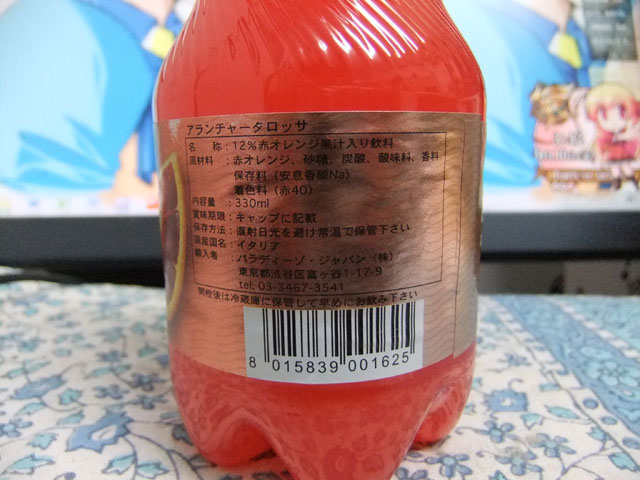 アランチャータロッサ
名　　称：12％赤オレンジ果汁入り飲料
原材料：赤オレンジ、砂糖、炭酸、酸味料、香料
保存料（安息香酸Na）
着色料（赤40）
内容量：330ml
賞味期限：キャップに記載
保存方法：直射日光を避け常温で保管下さい
原産国名：イタリア
輸入者：パラディーゾ・ジャパン（株）
東京都渋谷区富ヶ谷1-17-9
tel: 03-3467-3541
開栓後は冷蔵庫に保管して早めにお飲み下さい
8 015839 001625